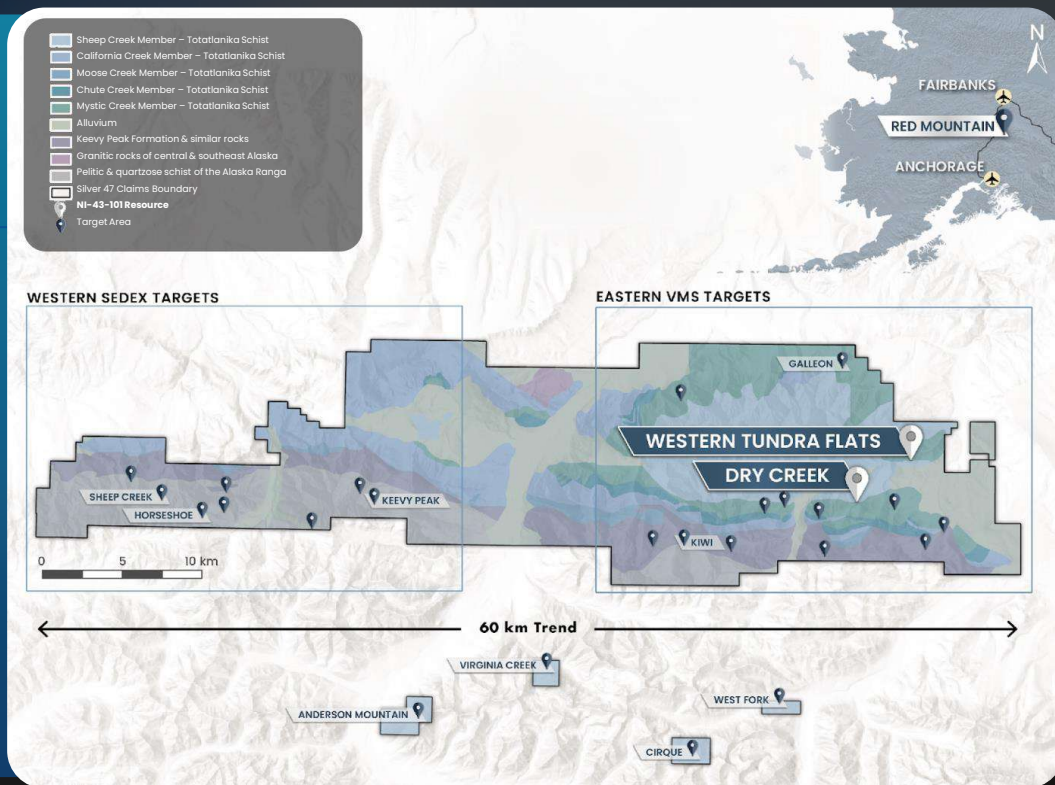 Sheep Creek Member – Totatlanika Schist
California Creek Member – Totatlanika Schist
Moose Creek Member – Totatlanika Schist
Chute Creek Member – Totatlanika Schist
Mystic Creek Member – Totatlanika Schist
Alluvium
Keevy Peak Formation & similar rocks
Granitic rocks of central & southeast Alaska
Pelitic & quartzose schist of the Alaska Ranga
Silver 47 Claims Boundary
NI-43-101 Resource
Target Area
N
FAIRBANKS
RED MOUNTAIN
ANCHORAGE
WESTERN SEDEX TARGETS
EASTERN VMS TARGETS
GALLEON
WESTERN TUNDRA FLATS
DRY CREEK
SHEEP CREEK
KEEVY PEAK
HORSESHOE
KIWI
0 5 10 km
60 km Trend
VIRGINIA CREEK
WEST FORK
ANDERSON MOUNTAIN
CIRQUE